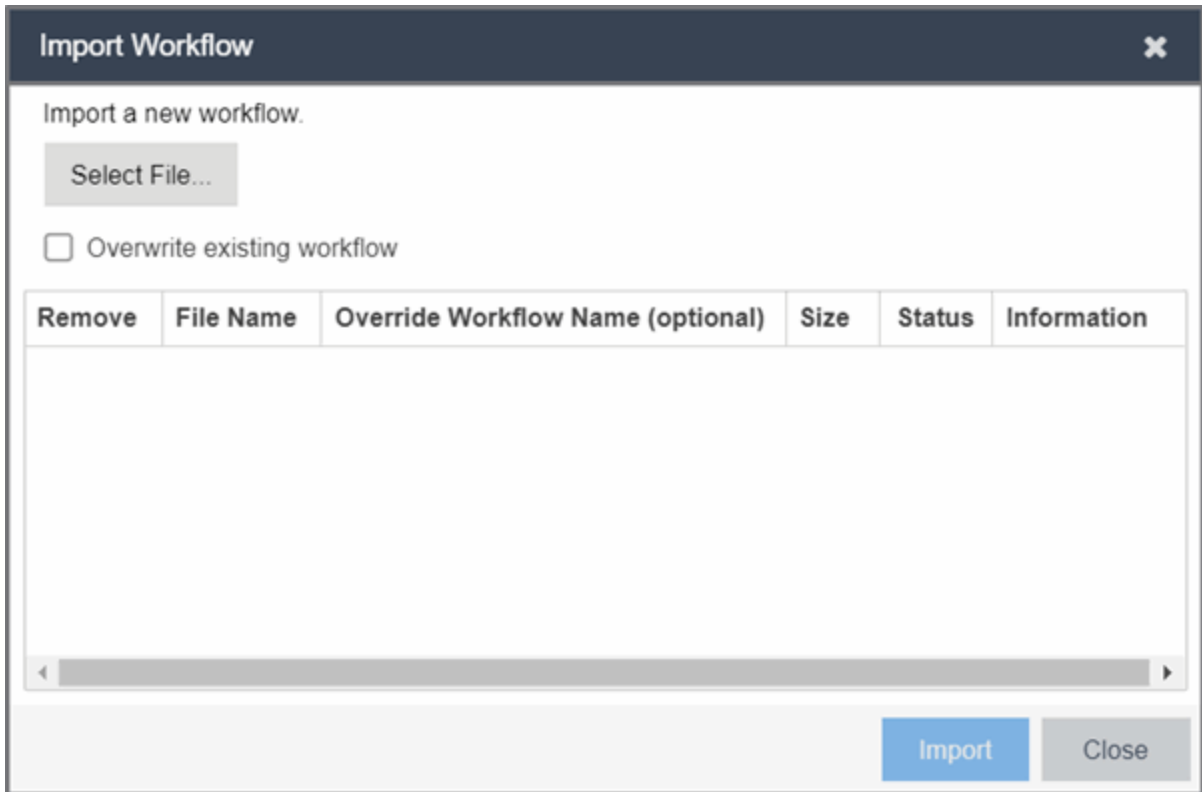 Import Workflow
Import a new workflow.
Select File...
Overwrite existing workflow
Remove File Name Override Workflow Name (optional) Size Status Information
Import Close